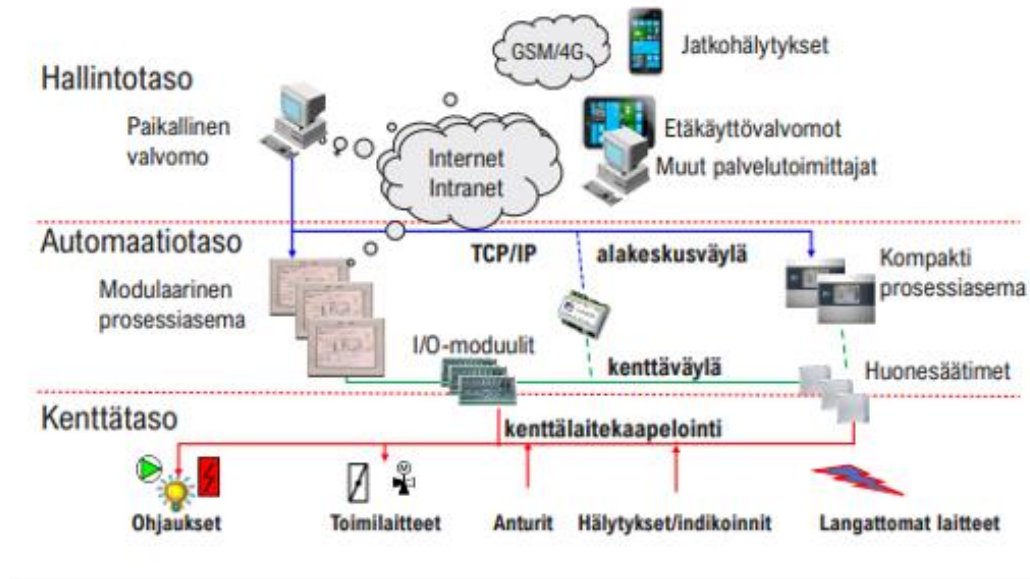 GSM/4G
Jatkohälytykset
Hallintotaso
Paikallinen
valvomo
Internet
Intranet
Etäkäyttövalvomot
Muut palvelutoimittajat
Automaatiotaso
TCP/IP
alakeskusväylä
Modulaarinen
prosessiasema
Kompakti
prosessiasema
I/O-moduulit
kenttäväylä
Huonesäätimet
Kenttätaso
kenttälaitekaapelointi
Ohjaukset
Toimilaitteet
Anturit
Hälytykset/indikoinnit
Langattomat laitteet